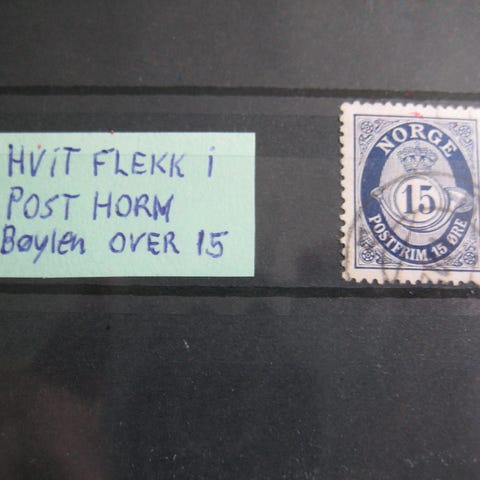 HVIT FLEKK i
POST HORM
Bøylen OVER 15
NORGE
15
POSTFRIM. 15 ØRE